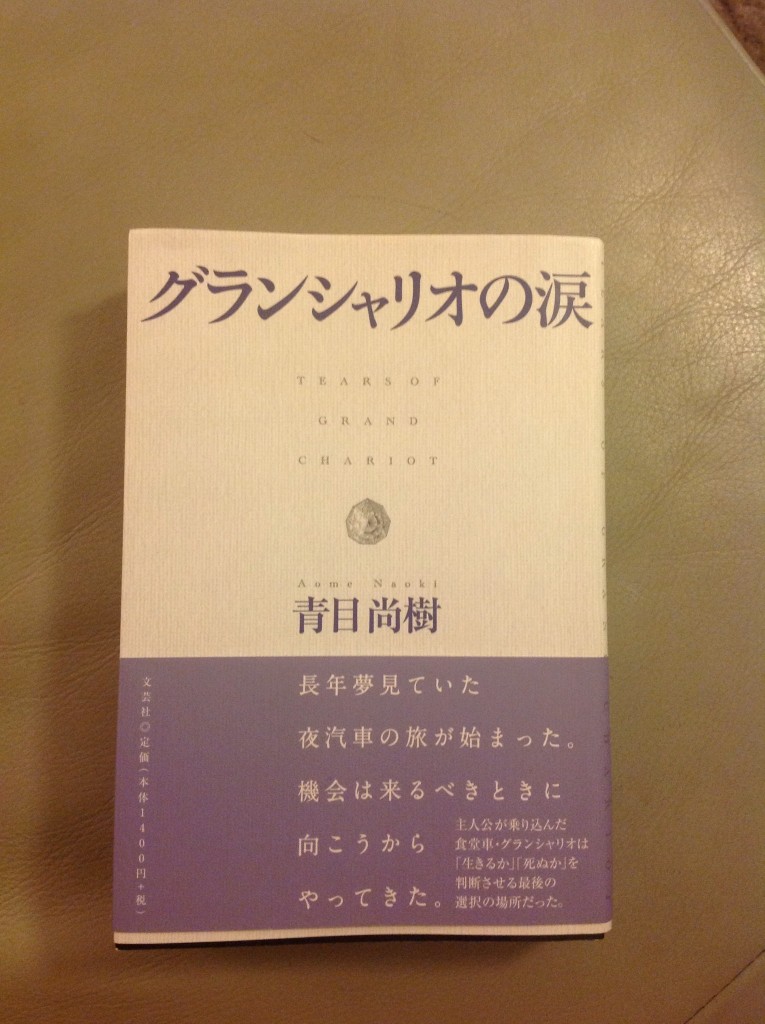 グランシャリオの涙
TEARS OF
GRAND
CHARIOT
Aome Naoki
青目尚樹
長年夢見ていた
夜汽車の旅が始まった。
機会は来るべきときに
向こうから
やってきた。
主人公が乗り込んだ
食堂車・グランシャリオは
「生きるか」「死ぬか」を
判断させる最後の
選択の場所だった。
文芸社◎定価(本体1400円+税)